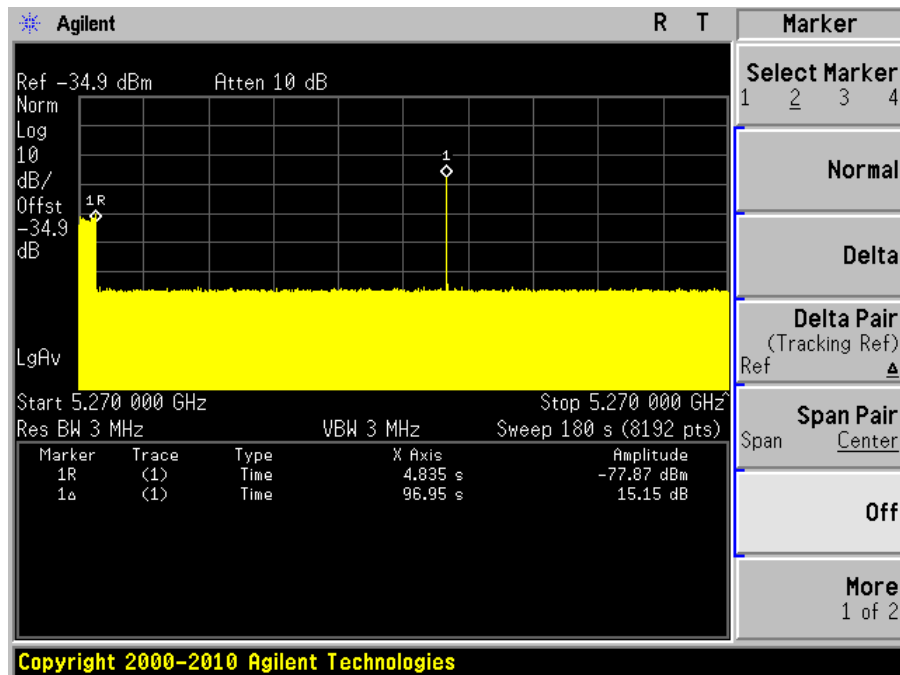 Agilent R T
Ref -34.9 dBm Atten 10 dB
Norm
Log
10
dB/
Offst
-34.9
dB
LgAv
1R
1
Start 5.270 000 GHz Stop 5.270 000 GHz^
Res BW 3 MHz VBW 3 MHz Sweep 180 s (8192 pts)
Marker Trace Type X Axis Amplitude
1R (1) Time 4.835 s -77.87 dBm
1Δ (1) Time 96.95 s 15.15 dB
Marker
Select Marker
1 2 3 4
Normal
Delta
Delta Pair
(Tracking Ref)
Ref Δ
Span Pair
Span Center
Off
More
1 of 2
Copyright 2000-2010 Agilent Technologies